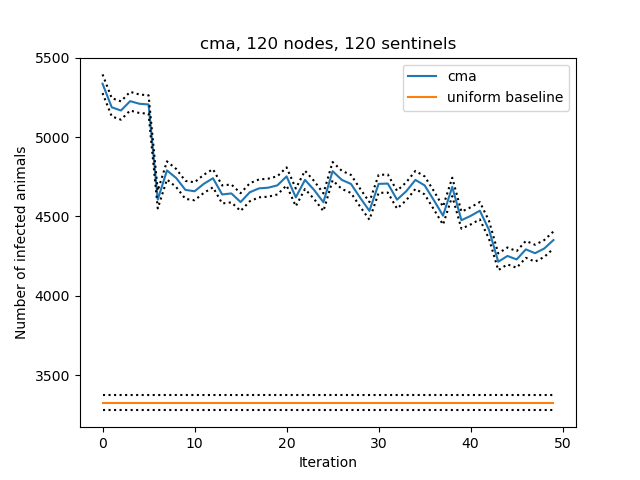 cma, 120 nodes, 120 sentinels
cma
uniform baseline
Number of infected animals
5500
5000
4500
4000
3500
0 10 20 30 40 50
Iteration